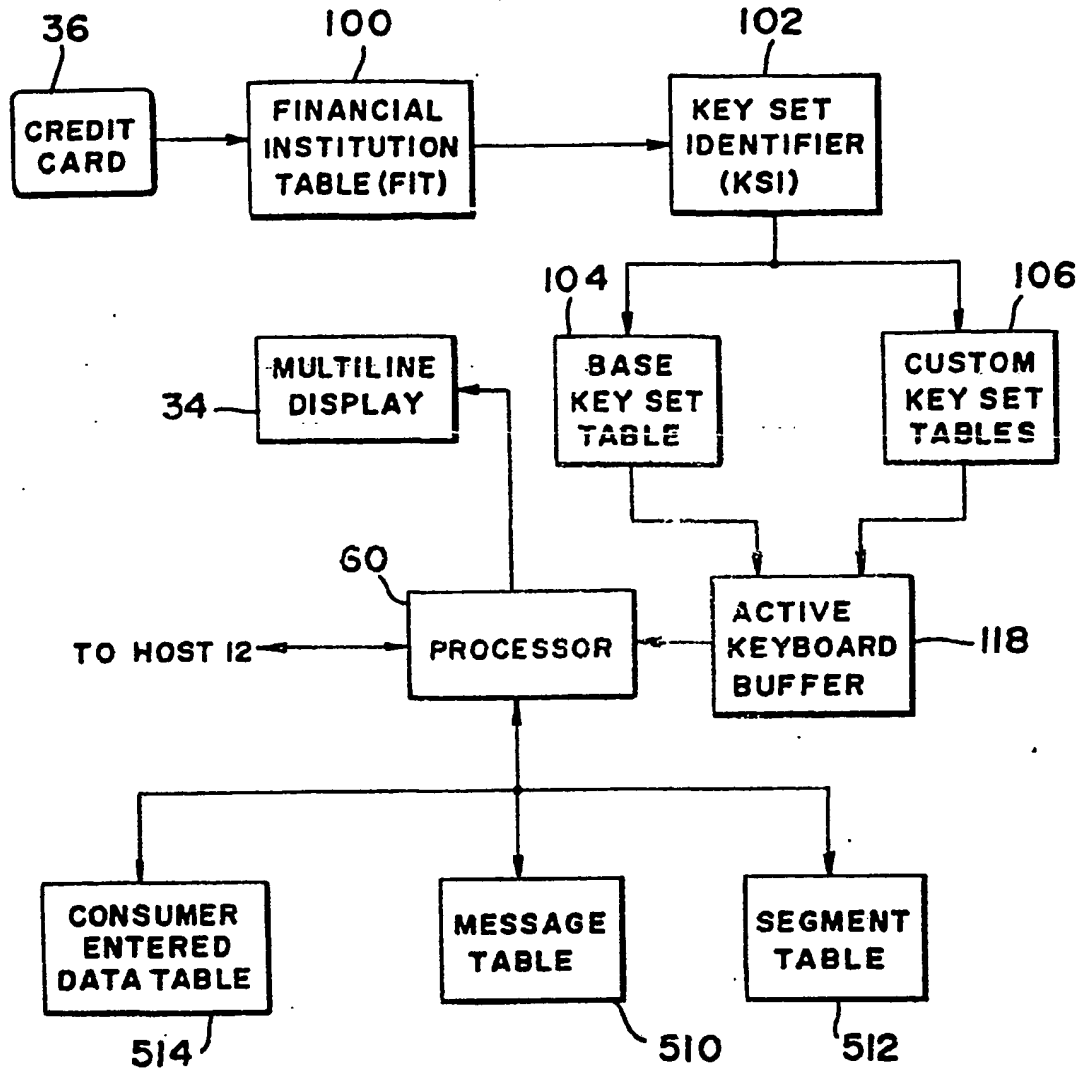 36
100
102
CREDIT
CARD
FINANCIAL
INSTITUTION
TABLE (FIT)
KEY SET
IDENTIFIER
(KSI)
104
106
MULTILINE
DISPLAY
34
BASE
KEY SET
TABLE
CUSTOM
KEY SET
TABLES
60
TO HOST 12
PROCESSOR
ACTIVE
KEYBOARD
BUFFER
118
CONSUMER
ENTERED
DATA TABLE
MESSAGE
TABLE
SEGMENT
TABLE
514
510
512